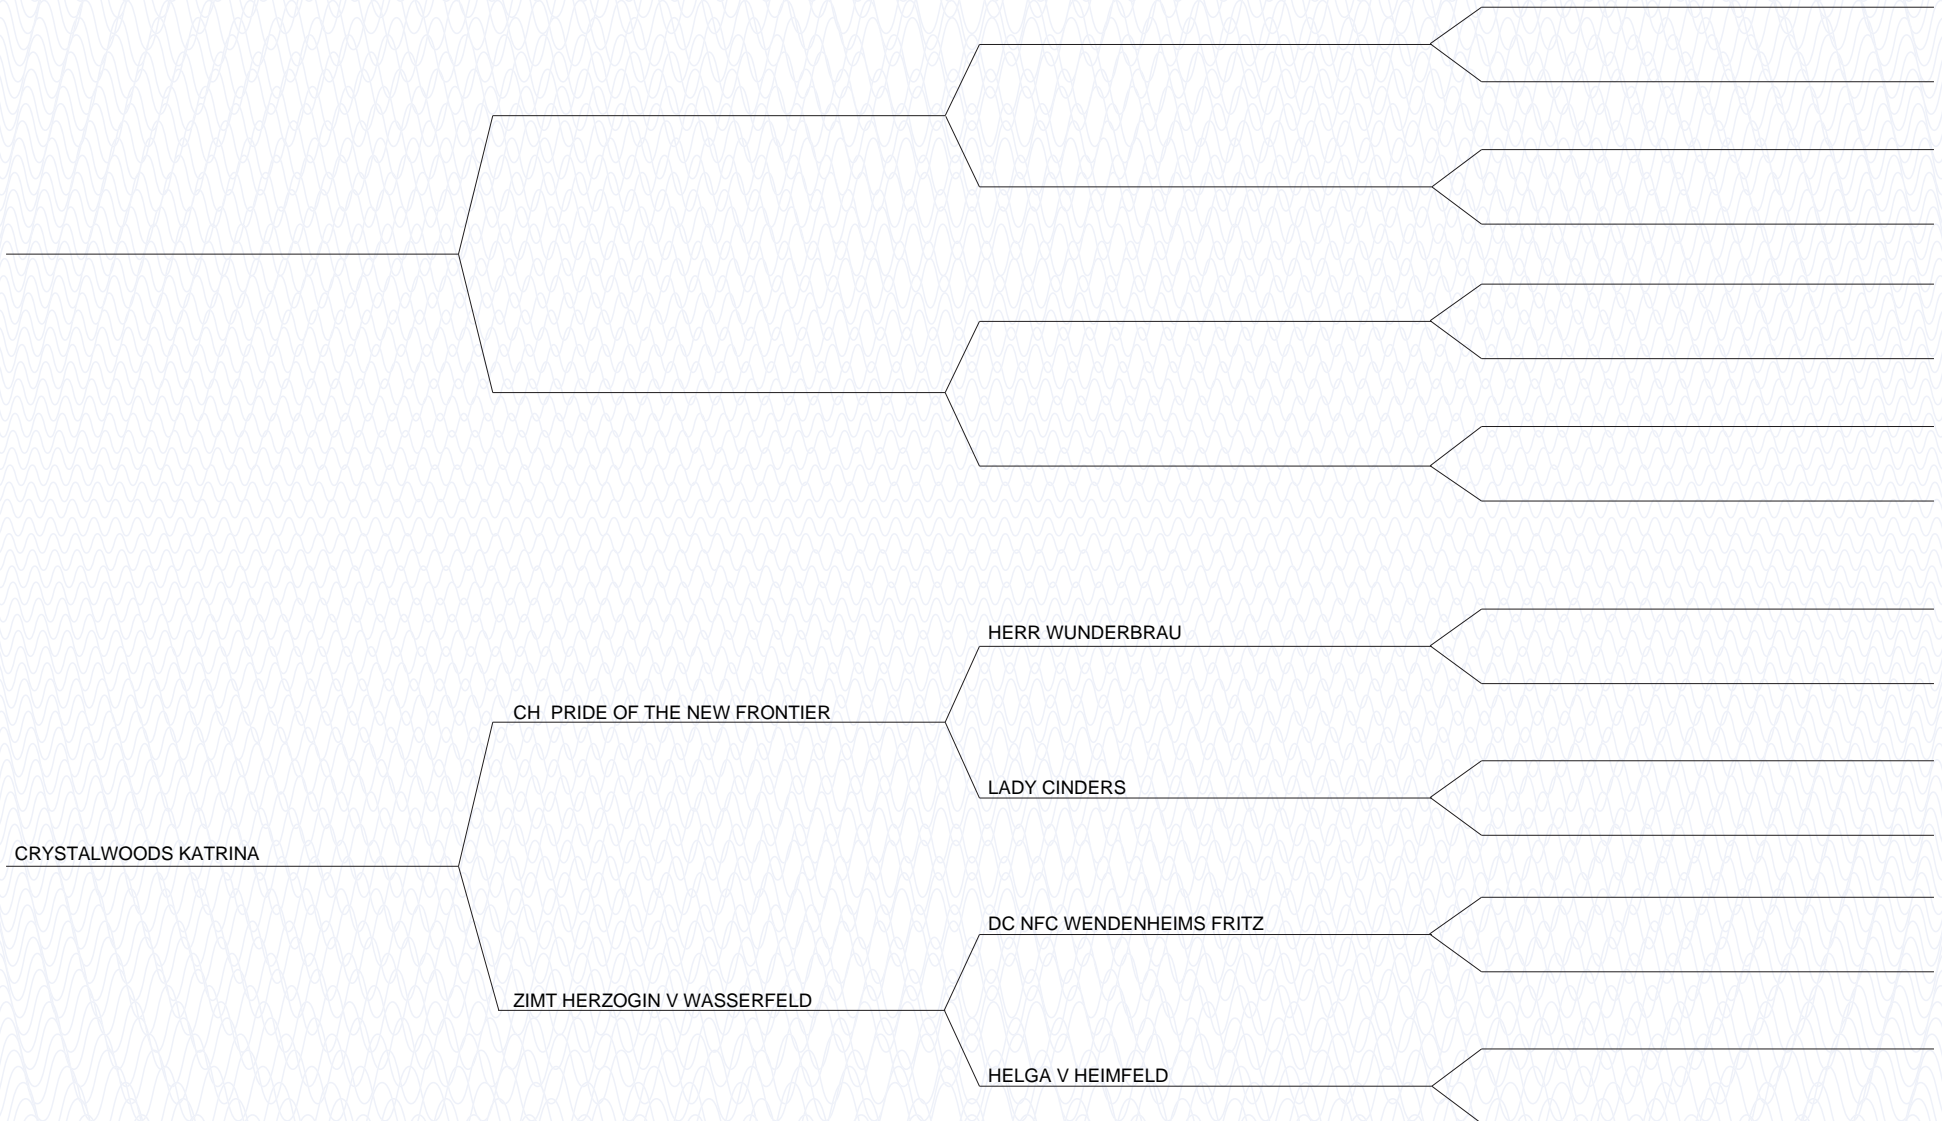 HERR WUNDERBRAU
CH  PRIDE OF THE NEW FRONTIER
LADY CINDERS
CRYSTALWOODS KATRINA
DC NFC WENDENHEIMS FRITZ
ZIMT HERZOGIN V WASSERFELD
HELGA V HEIMFELD